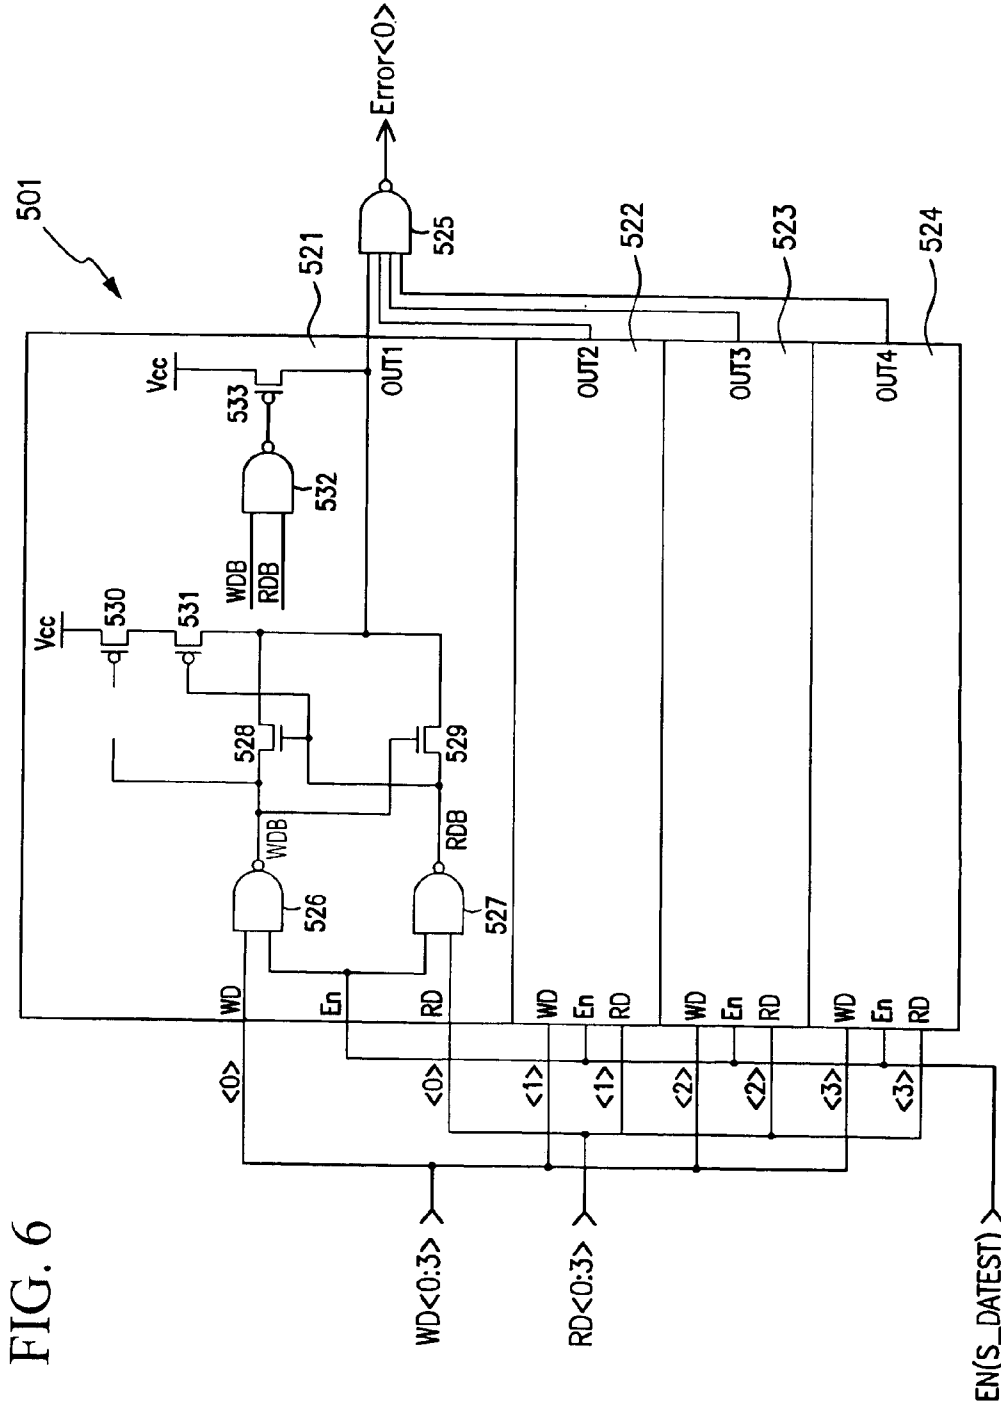 FIG. 6
501
Error<0>
525
521
Vcc
533
OUT1
532
WDB
RDB
Vcc
530
531
528
529
WDB
RDB
526
527
WD
En
RD
<0>
<0>
522
OUT2
WD
En
RD
<1>
<1>
523
OUT3
WD
En
RD
<2>
<2>
524
OUT4
WD
En
RD
<3>
<3>
WD<0:3>
RD<0:3>
EN(S_DATEST)